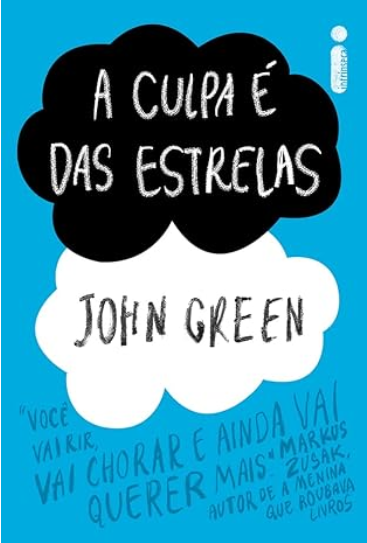 intrínseca
A CULPA É
DAS ESTRELAS
JOHN GREEN
"VOCÊ
VAI RIR,
VAI CHORAR E AINDA VAI
QUERER MAIS"
MARKUS
ZUSAK,
AUTOR DE A MENINA
QUE ROUBAVA
LIVROS